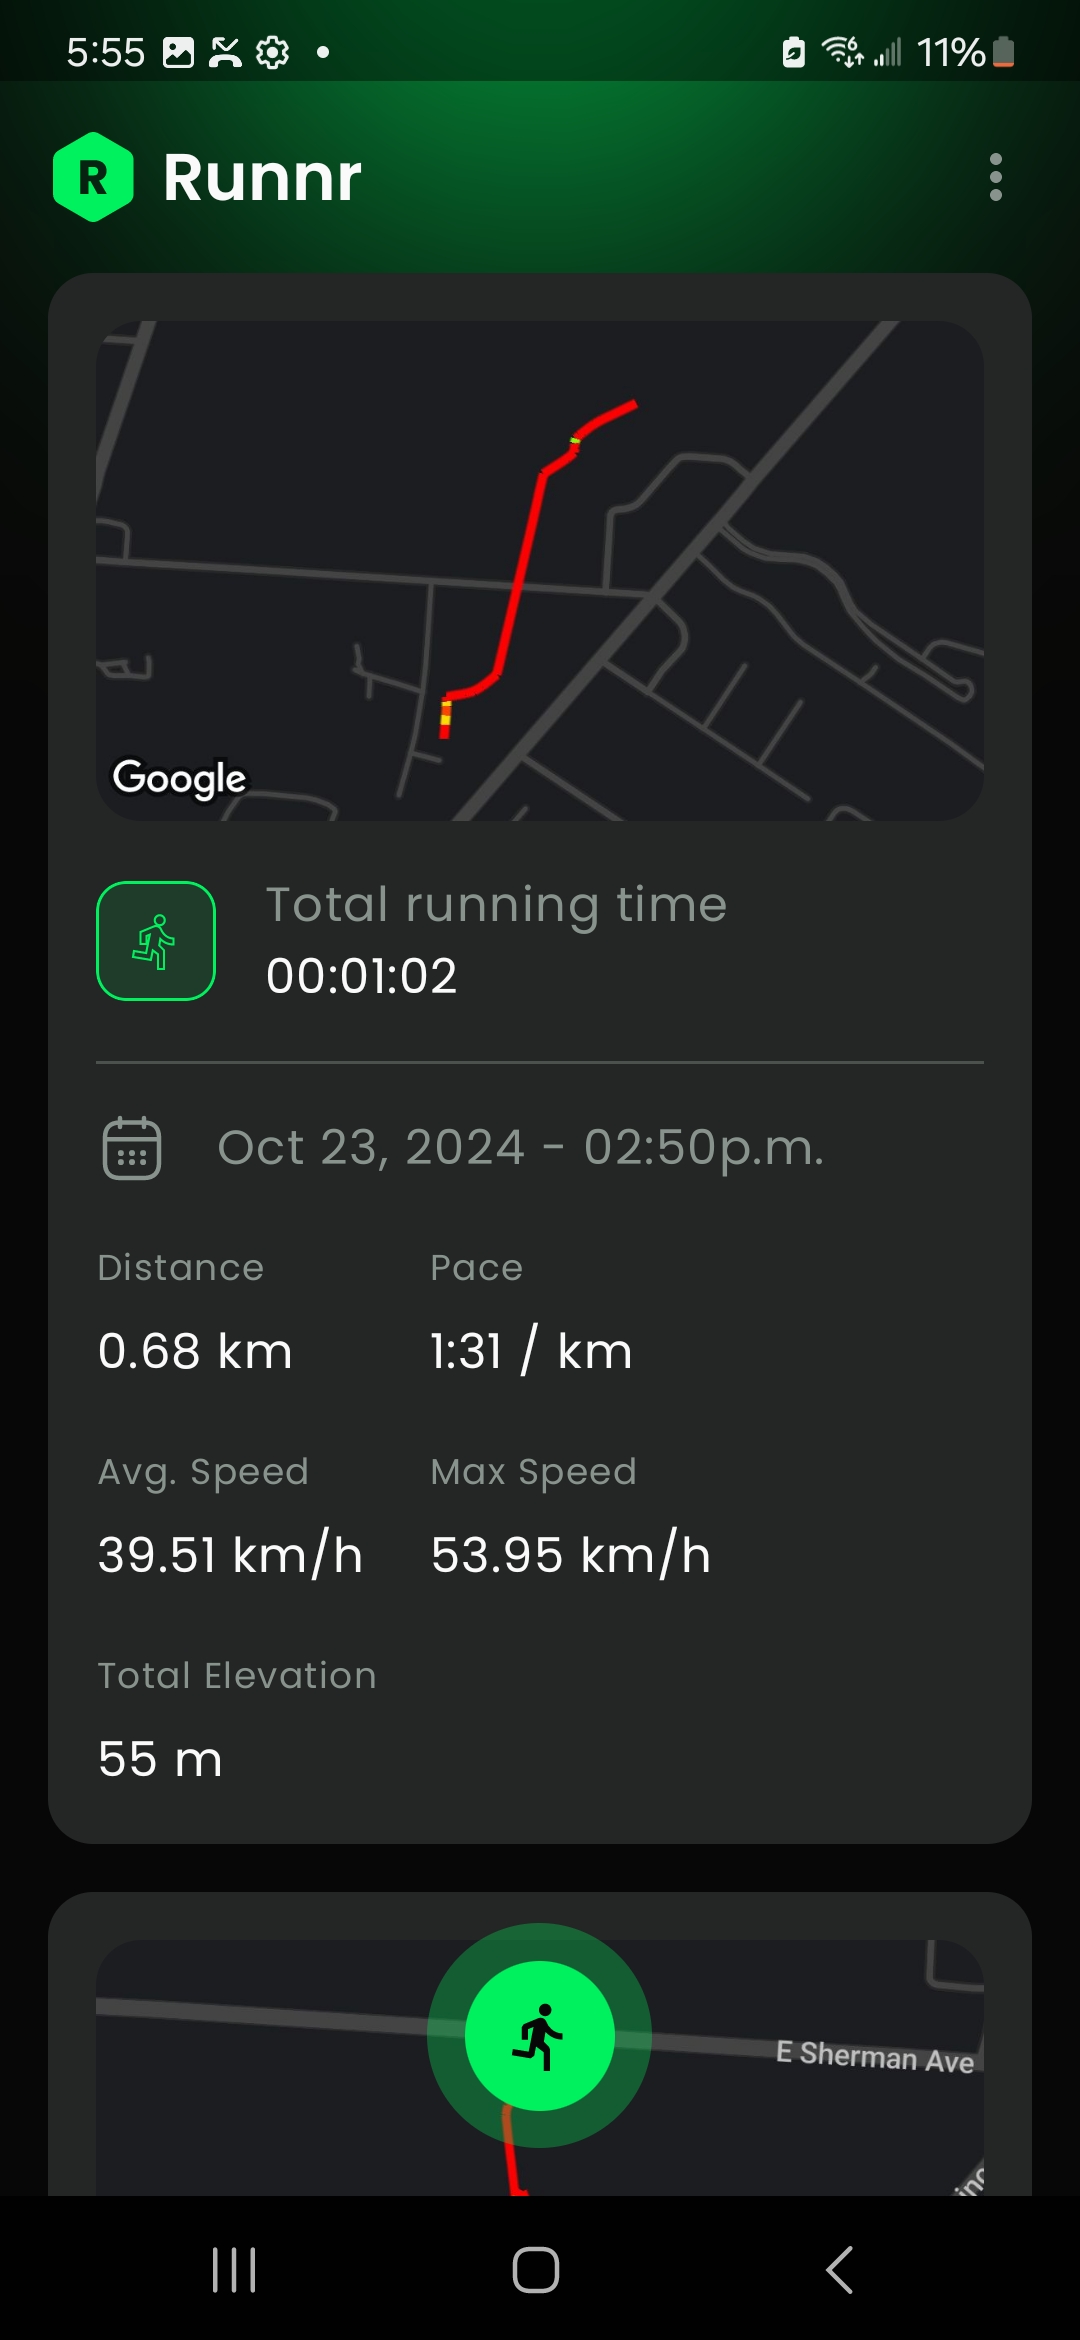 5:55
6
11%
R Runnr
Google
Total running time
00:01:02
Oct 23, 2024 - 02:50p.m.
Distance Pace
0.68 km 1:31 / km
Avg. Speed Max Speed
39.51 km/h 53.95 km/h
Total Elevation
55 m
E Sherman Ave